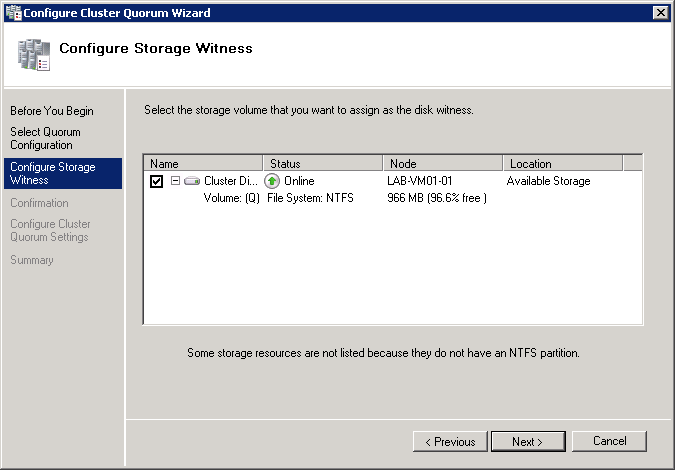 Configure Cluster Quorum Wizard
Configure Storage Witness
Before You Begin
Select Quorum
Configuration
Configure Storage
Witness
Confirmation
Configure Cluster
Quorum Settings
Summary
Select the storage volume that you want to assign as the disk witness.
Name Status Node Location
Cluster Di... Online LAB-VM01-01 Available Storage
Volume: (Q) File System: NTFS 966 MB (96.6% free )
Some storage resources are not listed because they do not have an NTFS partition.
< Previous Next > Cancel